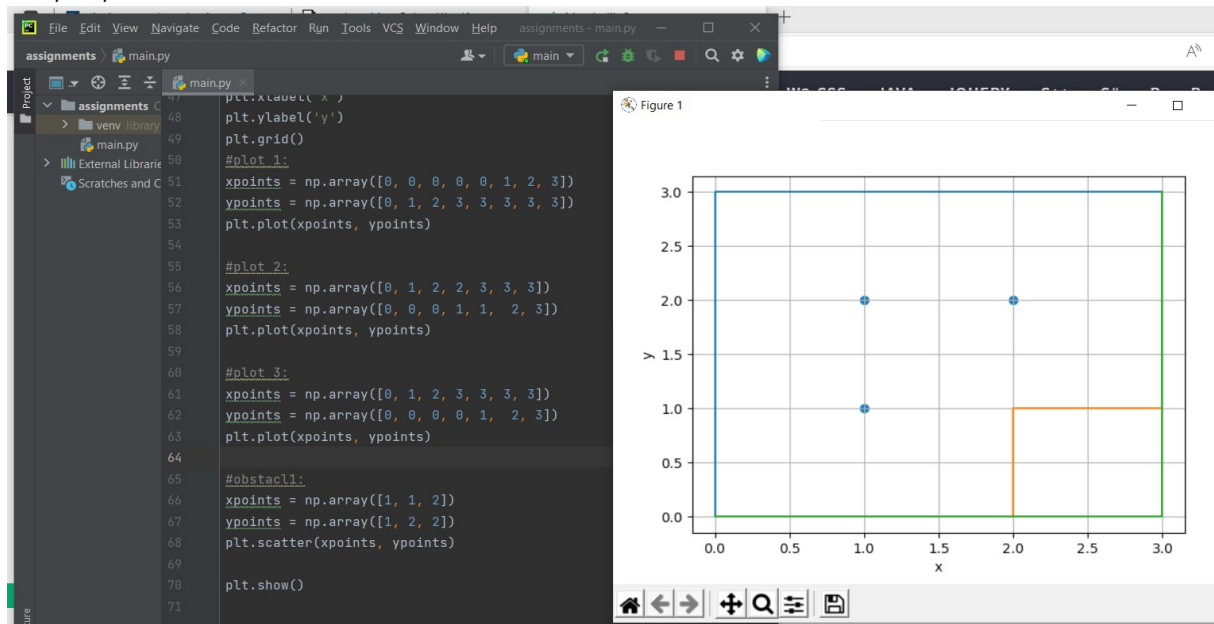 File Edit View Navigate Code Refactor Run Tools VCS Window Help assignments - main.py
assignments main.py main
Project
main.py
assignments
venv library
main.py
External Librarie
Scratches and C
47 plt.xlabel('x')
48 plt.ylabel('y')
49 plt.grid()
50 #plot 1:
51 xpoints = np.array([0, 0, 0, 0, 0, 1, 2, 3])
52 ypoints = np.array([0, 1, 2, 3, 3, 3, 3, 3])
53 plt.plot(xpoints, ypoints)
54
55 #plot 2:
56 xpoints = np.array([0, 1, 2, 2, 3, 3, 3])
57 ypoints = np.array([0, 0, 0, 1, 1, 2, 3])
58 plt.plot(xpoints, ypoints)
59
60 #plot 3:
61 xpoints = np.array([0, 1, 2, 3, 3, 3, 3])
62 ypoints = np.array([0, 0, 0, 0, 1, 2, 3])
63 plt.plot(xpoints, ypoints)
64
65 #obstacl1:
66 xpoints = np.array([1, 1, 2])
67 ypoints = np.array([1, 2, 2])
68 plt.scatter(xpoints, ypoints)
69
70 plt.show()
71
Figure 1
3.0
2.5
2.0
1.5
1.0
0.5
0.0
y
0.0 0.5 1.0 1.5 2.0 2.5 3.0
x